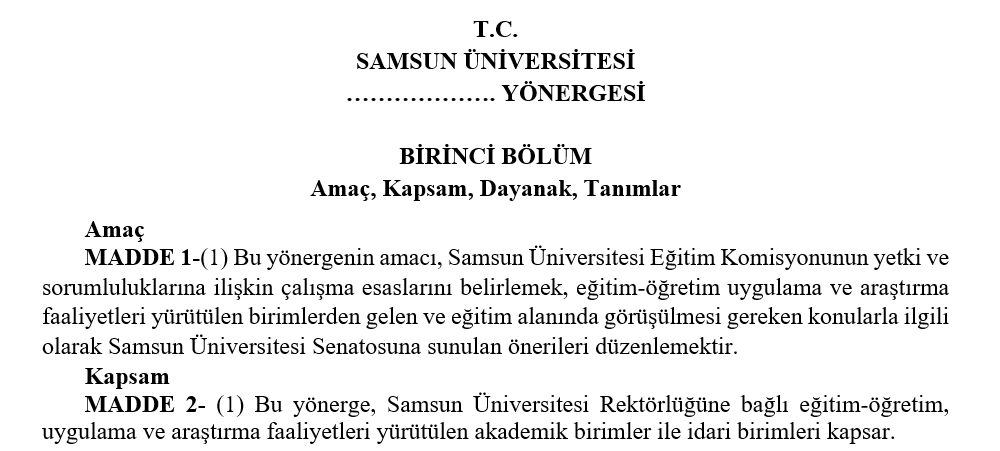 T.C.
SAMSUN ÜNİVERSİTESİ
………………. YÖNERGESİ
BİRİNCİ BÖLÜM
Amaç, Kapsam, Dayanak, Tanımlar
Amaç
MADDE 1-(1) Bu yönergenin amacı, Samsun Üniversitesi Eğitim Komisyonunun yetki ve
sorumluluklarına ilişkin çalışma esaslarını belirlemek, eğitim-öğretim uygulama ve araştırma
faaliyetleri yürütülen birimlerden gelen ve eğitim alanında görüşülmesi gereken konularla ilgili
olarak Samsun Üniversitesi Senatosuna sunulan önerileri düzenlemektir.
Kapsam
MADDE 2- (1) Bu yönerge, Samsun Üniversitesi Rektörlüğüne bağlı eğitim-öğretim,
uygulama ve araştırma faaliyetleri yürütülen akademik birimler ile idari birimleri kapsar.